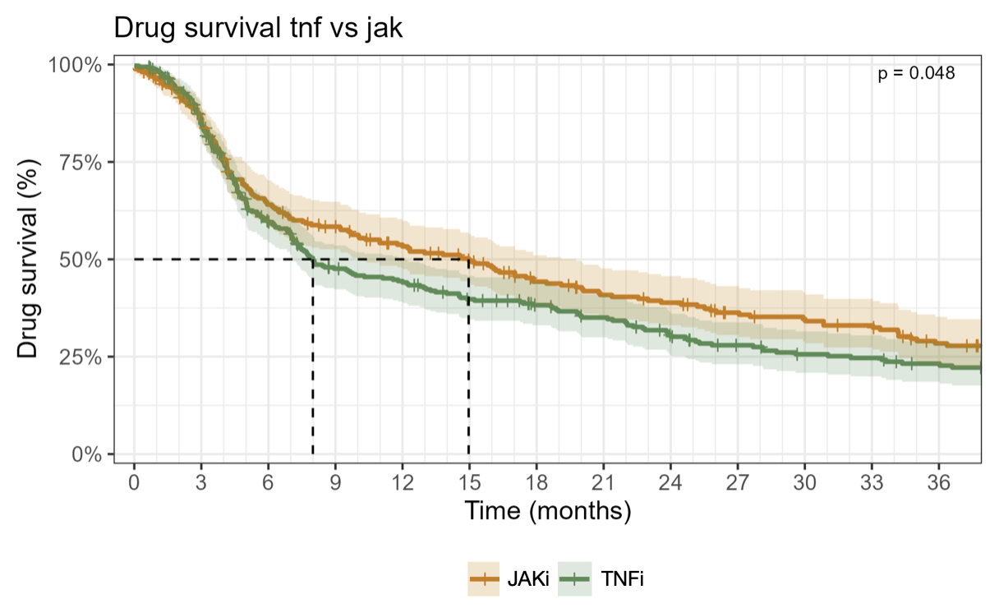 Drug survival tnf vs jak
p = 0.048
Drug survival (%)
100%
75%
50%
25%
0%
0 3 6 9 12 15 18 21 24 27 30 33 36
Time (months)
JAKi TNFi